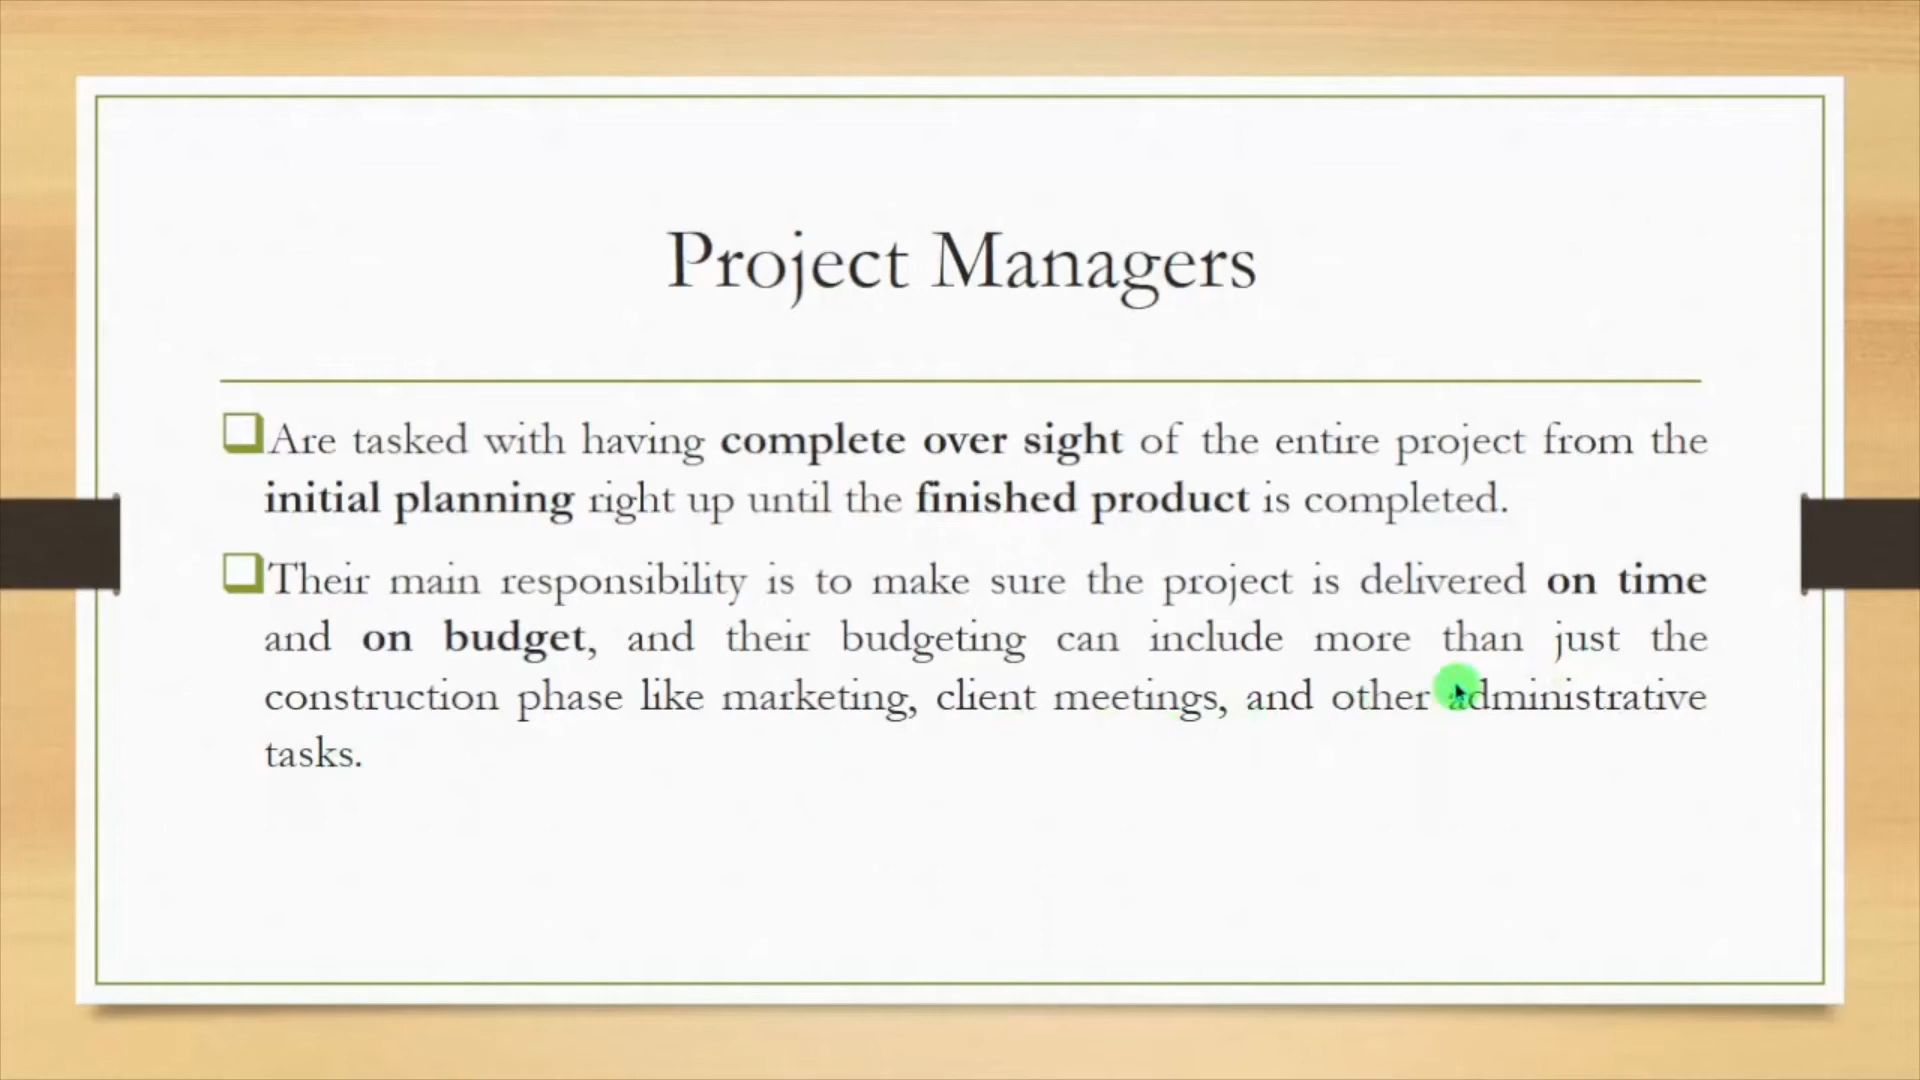 Project Managers
Are tasked with having complete over sight of the entire project from the
initial planning right up until the finished product is completed.
Their main responsibility is to make sure the project is delivered on time
and on budget, and their budgeting can include more than just the
construction phase like marketing, client meetings, and other administrative
tasks.